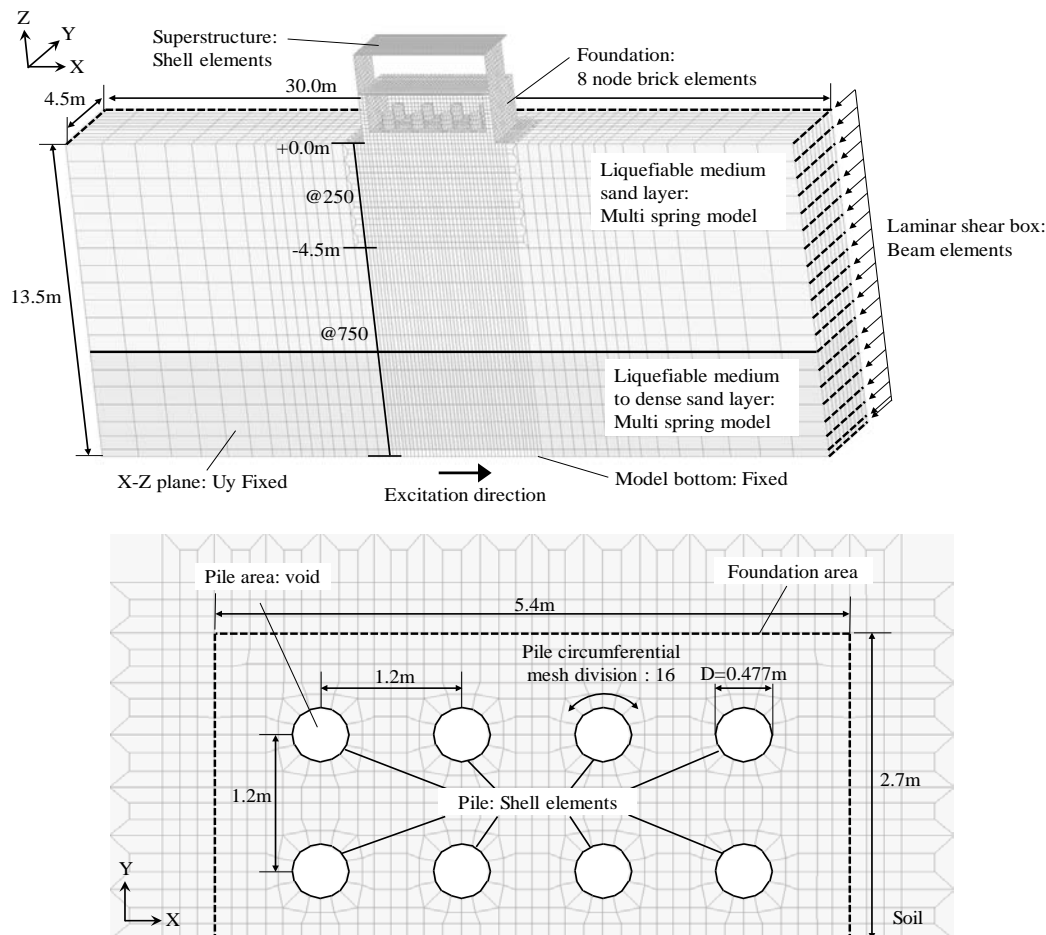 Z
Y
X
Superstructure:
Shell elements
Foundation:
8 node brick elements
30.0m
4.5m
+0.0m
@250
-4.5m
13.5m
@750
Liquefiable medium
sand layer:
Multi spring model
Laminar shear box:
Beam elements
Liquefiable medium
to dense sand layer:
Multi spring model
X-Z plane: Uy Fixed
Excitation direction
Model bottom: Fixed
Pile area: void
Foundation area
5.4m
Pile circumferential
mesh division : 16
D=0.477m
1.2m
1.2m
2.7m
Pile: Shell elements
Y
X
Soil